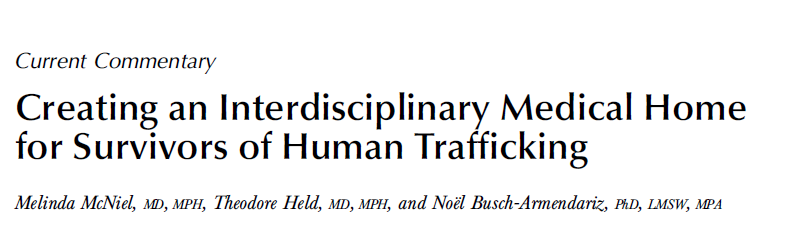 Current Commentary
Creating an Interdisciplinary Medical Home
for Survivors of Human Trafficking
Melinda McNiel, MD, MPH, Theodore Held, MD, MPH, and Noël Busch-Armendariz, PhD, LMSW, MPA